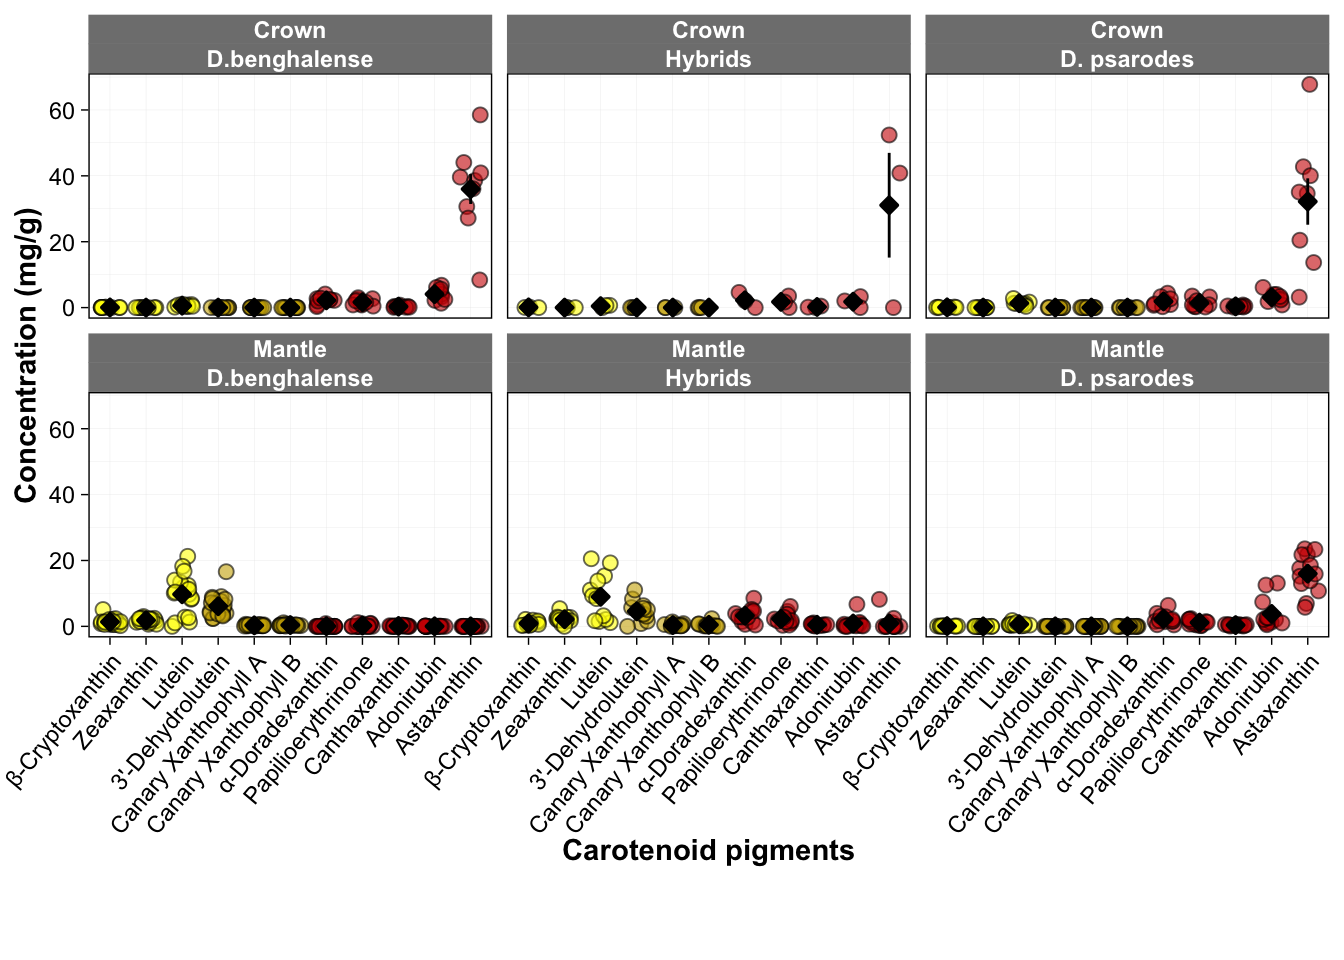 Crown
D.benghalense
Crown
Hybrids
Crown
D. psarodes
60
40
20
0
Mantle
D.benghalense
Mantle
Hybrids
Mantle
D. psarodes
60
40
20
0
Concentration (mg/g)
β-Cryptoxanthin
Zeaxanthin
Lutein
3'-Dehydrolutein
Canary Xanthophyll A
Canary Xanthophyll B
α-Doradexanthin
Papilioerythrinone
Canthaxanthin
Adonirubin
Astaxanthin
β-Cryptoxanthin
Zeaxanthin
Lutein
3'-Dehydrolutein
Canary Xanthophyll A
Canary Xanthophyll B
α-Doradexanthin
Papilioerythrinone
Canthaxanthin
Adonirubin
Astaxanthin
β-Cryptoxanthin
Zeaxanthin
Lutein
3'-Dehydrolutein
Canary Xanthophyll A
Canary Xanthophyll B
α-Doradexanthin
Papilioerythrinone
Canthaxanthin
Adonirubin
Astaxanthin
Carotenoid pigments